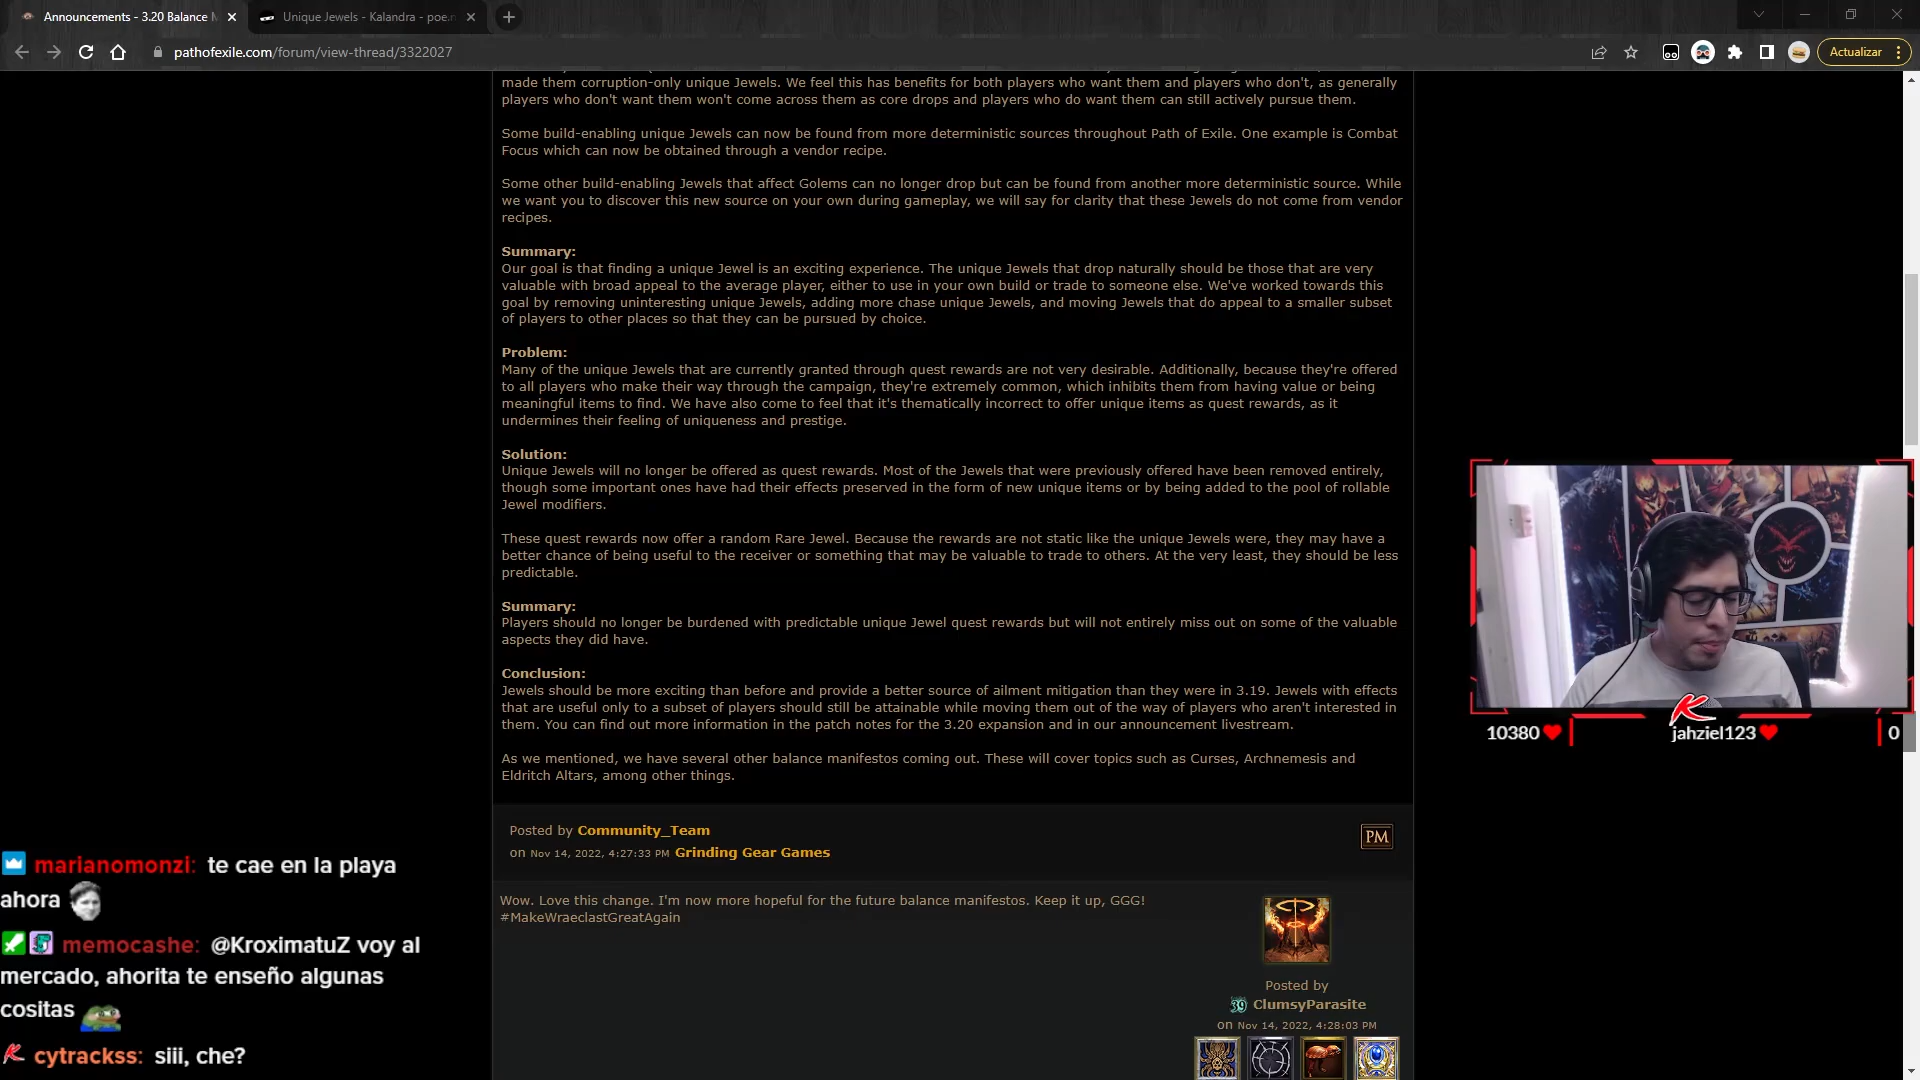 Announcements - 3.20 Balance M
Unique Jewels - Kalandra - poe.n
pathofexile.com/forum/view-thread/3322027
Actualizar
made them corruption-only unique Jewels. We feel this has benefits for both players who want them and players who don't, as generally
players who don't want them won't come across them as core drops and players who do want them can still actively pursue them.
Some build-enabling unique Jewels can now be found from more deterministic sources throughout Path of Exile. One example is Combat
Focus which can now be obtained through a vendor recipe.
Some other build-enabling Jewels that affect Golems can no longer drop but can be found from another more deterministic source. While
we want you to discover this new source on your own during gameplay, we will say for clarity that these Jewels do not come from vendor
recipes.
Summary:
Our goal is that finding a unique Jewel is an exciting experience. The unique Jewels that drop naturally should be those that are very
valuable with broad appeal to the average player, either to use in your own build or trade to someone else. We've worked towards this
goal by removing uninteresting unique Jewels, adding more chase unique Jewels, and moving Jewels that do appeal to a smaller subset
of players to other places so that they can be pursued by choice.
Problem:
Many of the unique Jewels that are currently granted through quest rewards are not very desirable. Additionally, because they're offered
to all players who make their way through the campaign, they're extremely common, which inhibits them from having value or being
meaningful items to find. We have also come to feel that it's thematically incorrect to offer unique items as quest rewards, as it
undermines their feeling of uniqueness and prestige.
Solution:
Unique Jewels will no longer be offered as quest rewards. Most of the Jewels that were previously offered have been removed entirely,
though some important ones have had their effects preserved in the form of new unique items or by being added to the pool of rollable
Jewel modifiers.
These quest rewards now offer a random Rare Jewel. Because the rewards are not static like the unique Jewels were, they may have a
better chance of being useful to the receiver or something that may be valuable to trade to others. At the very least, they should be less
predictable.
Summary:
Players should no longer be burdened with predictable unique Jewel quest rewards but will not entirely miss out on some of the valuable
aspects they did have.
Conclusion:
Jewels should be more exciting than before and provide a better source of ailment mitigation than they were in 3.19. Jewels with effects
that are useful only to a subset of players should still be attainable while moving them out of the way of players who aren't interested in
them. You can find out more information in the patch notes for the 3.20 expansion and in our announcement livestream.
As we mentioned, we have several other balance manifestos coming out. These will cover topics such as Curses, Archnemesis and
Eldritch Altars, among other things.
Posted by Community_Team
on Nov 14, 2022, 4:27:33 PM Grinding Gear Games
PM
Wow. Love this change. I'm now more hopeful for the future balance manifestos. Keep it up, GGG!
#MakeWraeclastGreatAgain
Posted by
39 ClumsyParasite
on Nov 14, 2022, 4:28:03 PM
10380
jahziel123
0
marianomonzi: te cae en la playa
ahora
memocashe: @KroximatuZ voy al
mercado, ahorita te enseño algunas
cositas
cytrackss: siii, che?